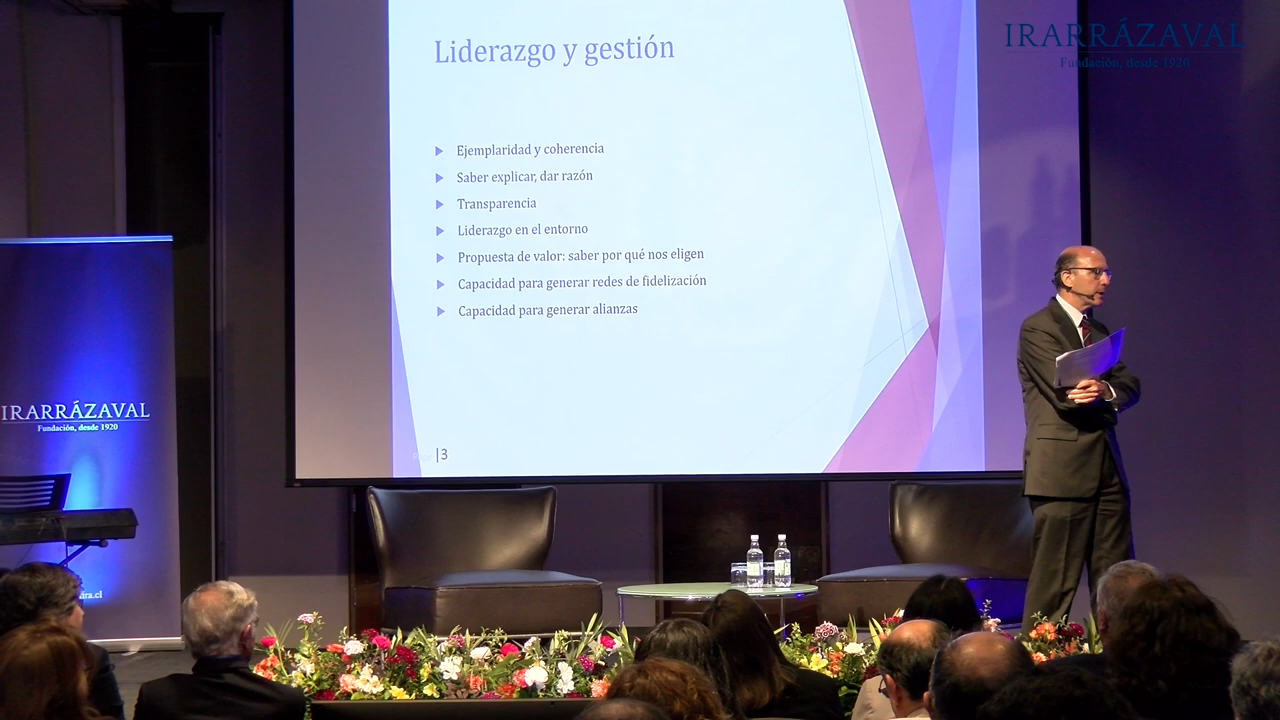 Liderazgo y gestión
Ejemplaridad y coherencia
Saber explicar, dar razón
Transparencia
Liderazgo en el entorno
Propuesta de valor: saber por qué nos eligen
Capacidad para generar redes de fidelización
Capacidad para generar alianzas
|3
IRARRÁZAVAL
Fundación, desde 1920
IRARRÁZAVAL
Fundación, desde 1920